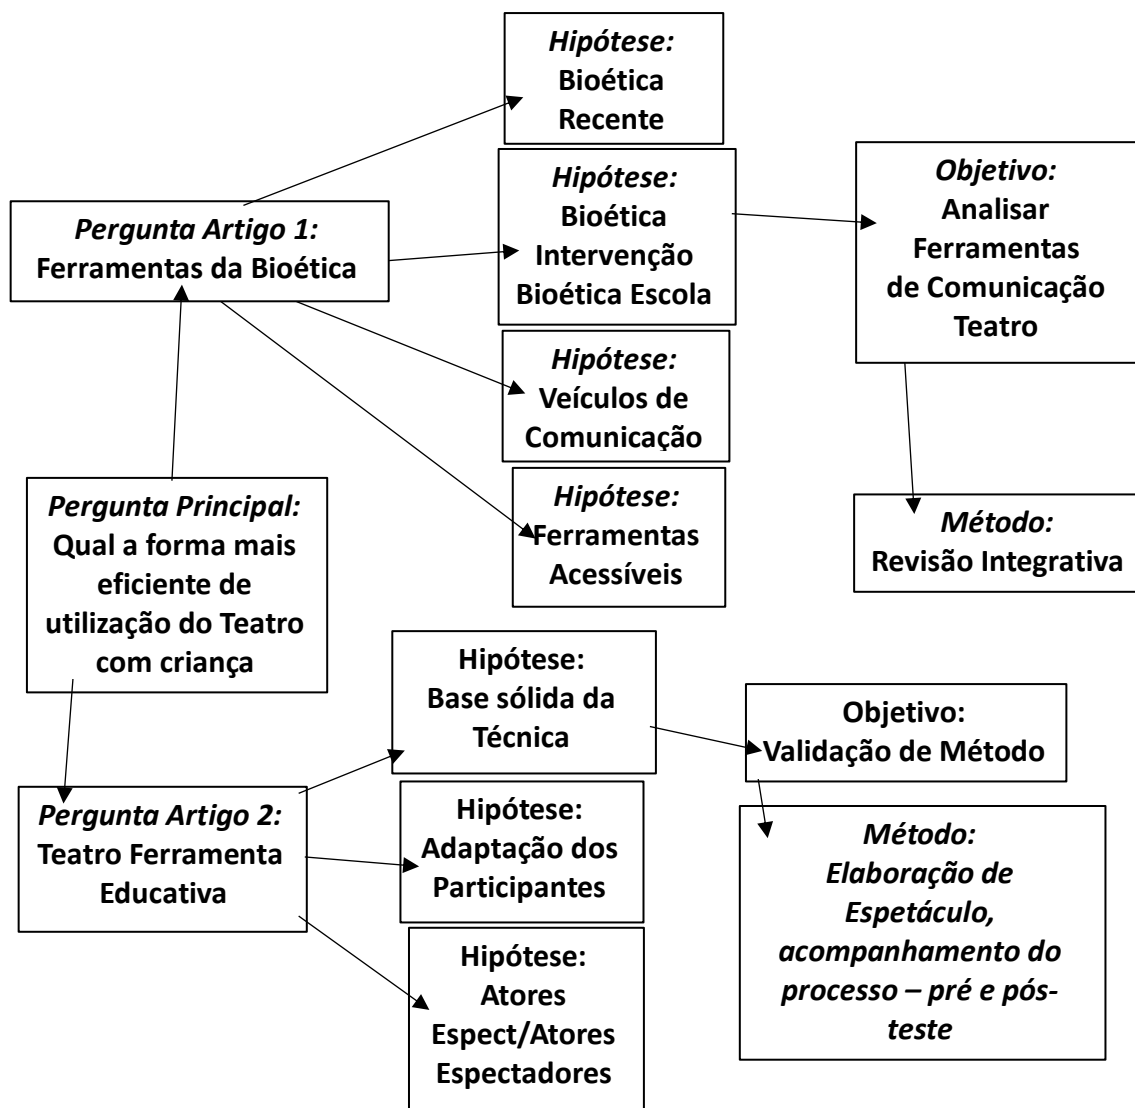 Hipótese:
Bioética
Recente
Pergunta Artigo 1:
Ferramentas da Bioética
Hipótese:
Bioética
Intervenção
Bioética Escola
Objetivo:
Analisar
Ferramentas
de Comunicação
Teatro
Hipótese:
Veículos de
Comunicação
Hipótese:
Ferramentas
Acessíveis
Método:
Revisão Integrativa
Pergunta Principal:
Qual a forma mais
eficiente de
utilização do Teatro
com criança
Hipótese:
Base sólida da
Técnica
Objetivo:
Validação de Método
Pergunta Artigo 2:
Teatro Ferramenta
Educativa
Hipótese:
Adaptação dos
Participantes
Método:
Elaboração de
Espetáculo,
acompanhamento do
processo – pré e pós-
teste
Hipótese:
Atores
Espect/Atores
Espectadores